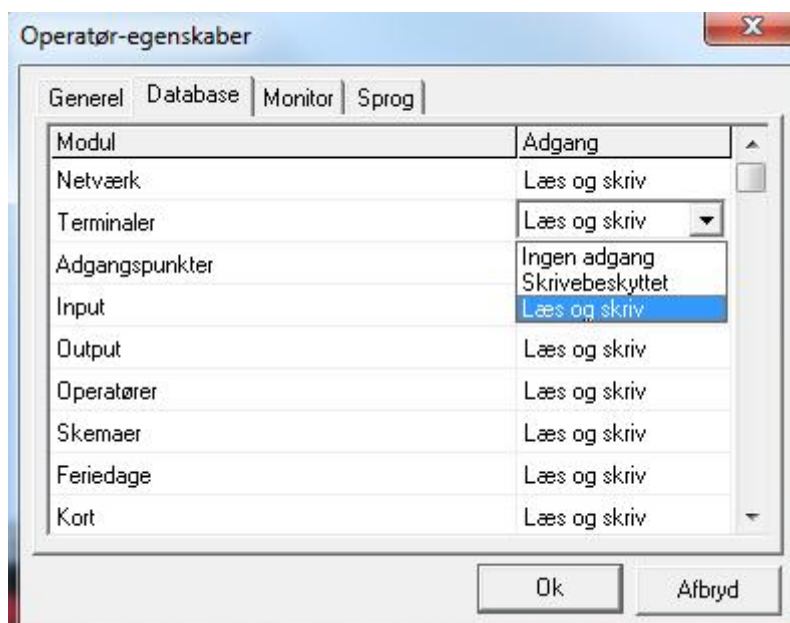 Operatør-egenskaber
Generel Database Monitor Sprog
Modul Adgang
Netværk Læs og skriv
Terminaler Læs og skriv
Adgangspunkter Ingen adgang
Skrivebeskyttet
Input Læs og skriv
Output Læs og skriv
Operatører Læs og skriv
Skemaer Læs og skriv
Feriedage Læs og skriv
Kort Læs og skriv
Ok Afbryd